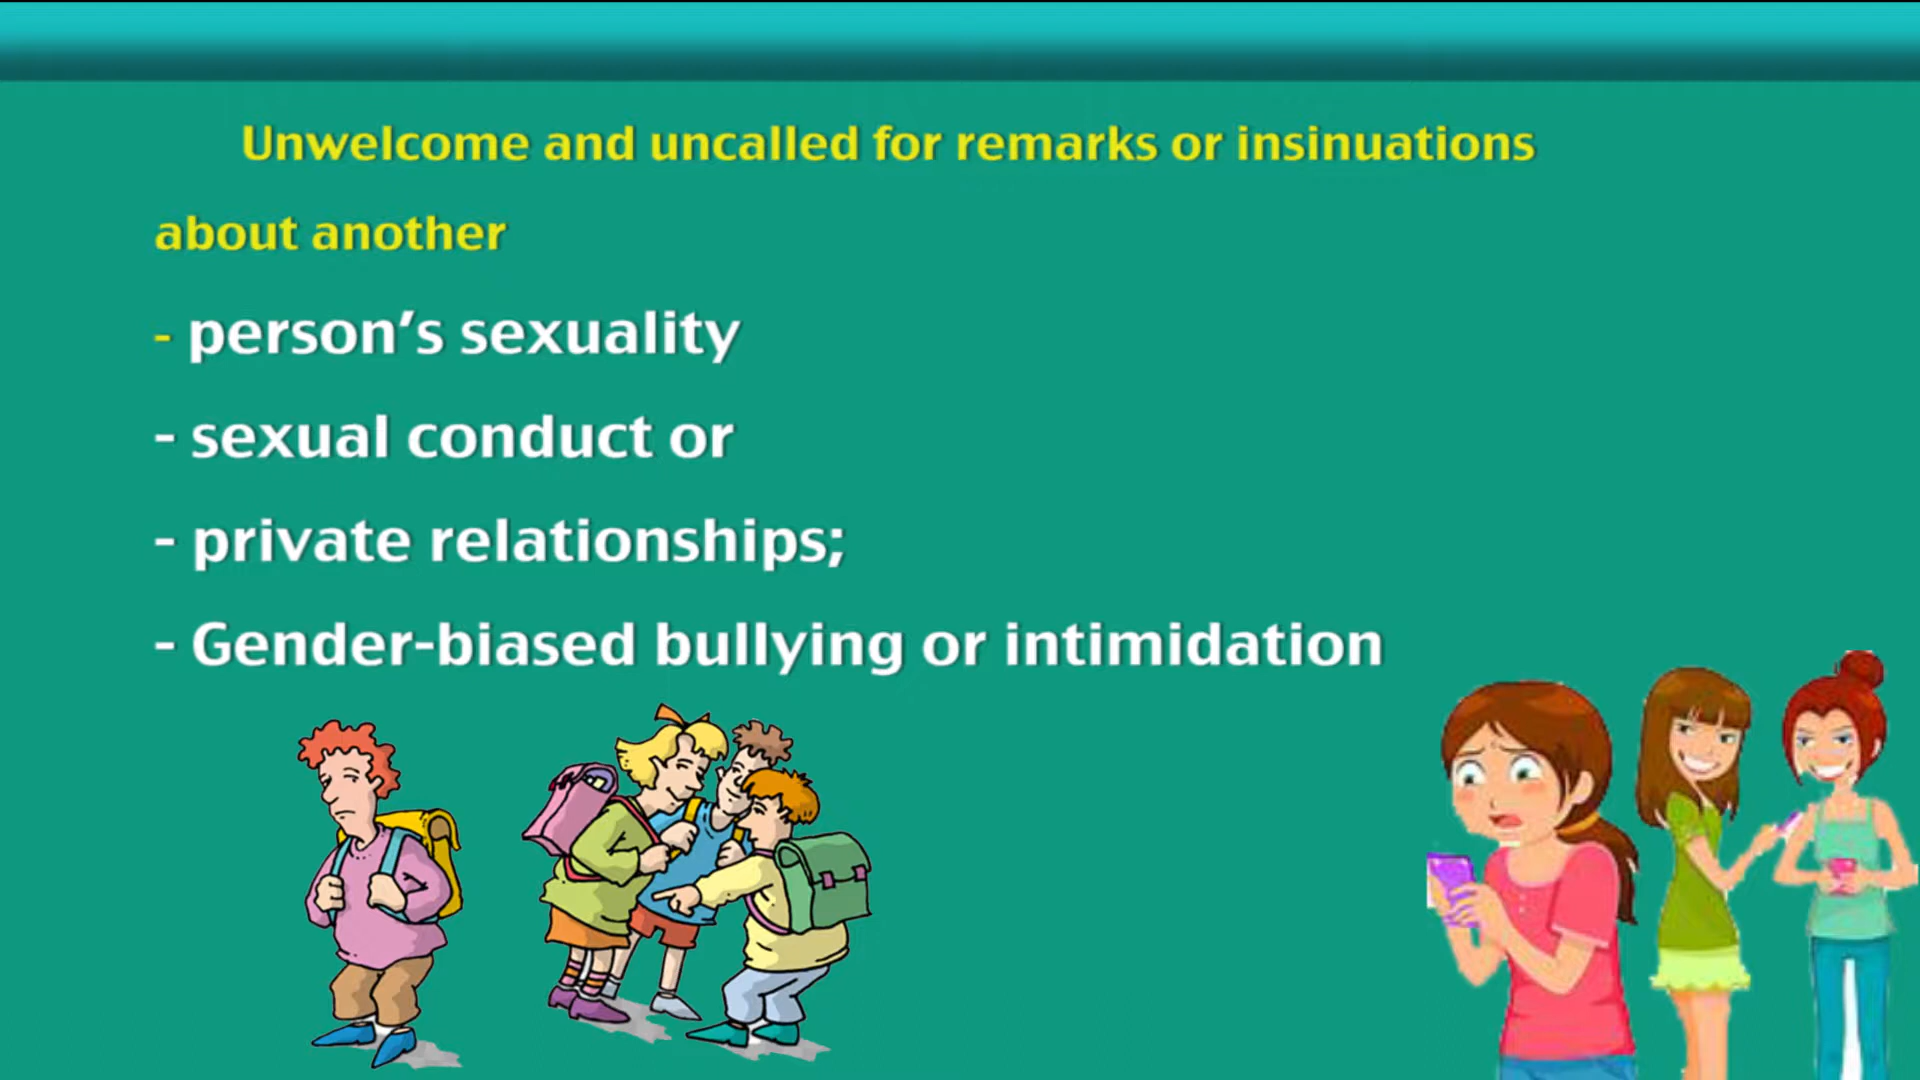 Unwelcome and uncalled for remarks or insinuations
about another
- person’s sexuality
- sexual conduct or
- private relationships;
- Gender-biased bullying or intimidation